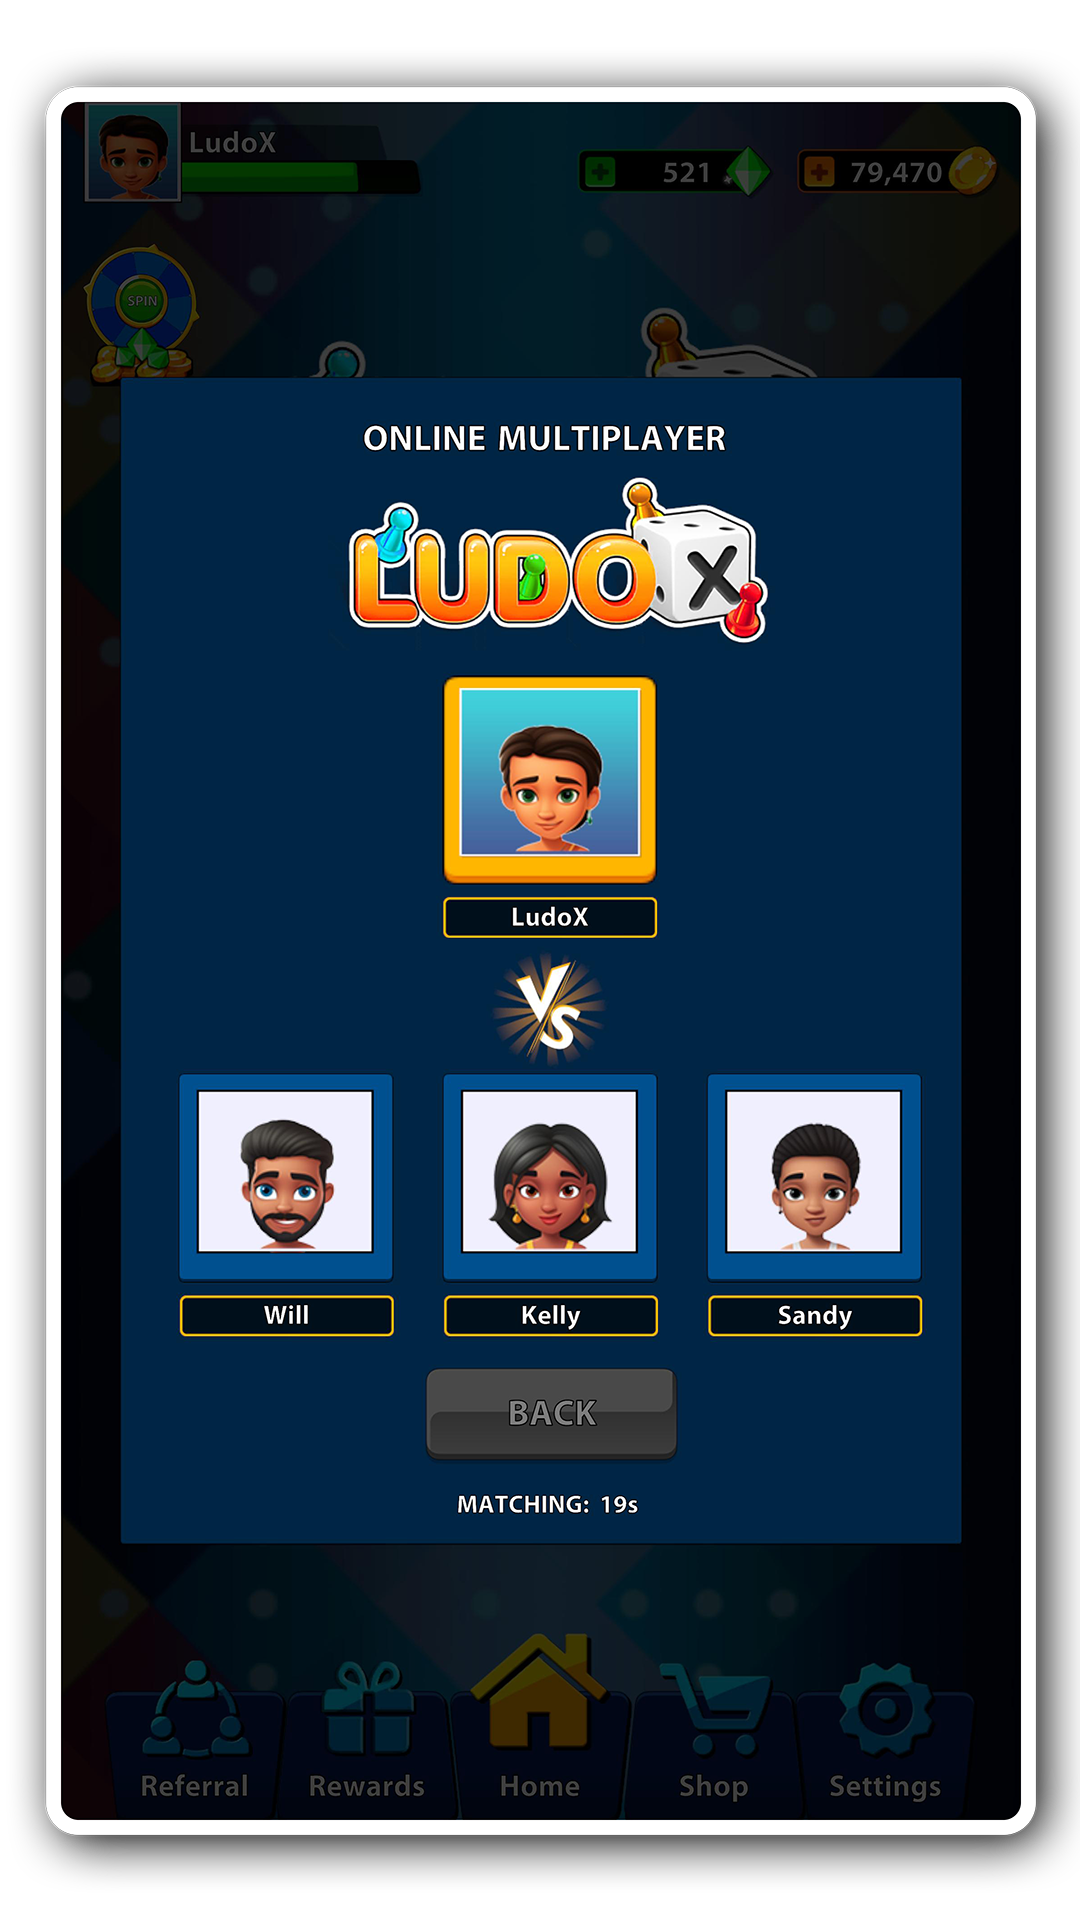 LudoX
521
79,470
SPIN
ONLINE MULTIPLAYER
LUDO X
LudoX
VS
Will
Kelly
Sandy
BACK
MATCHING: 19s
Referral
Rewards
Home
Shop
Settings